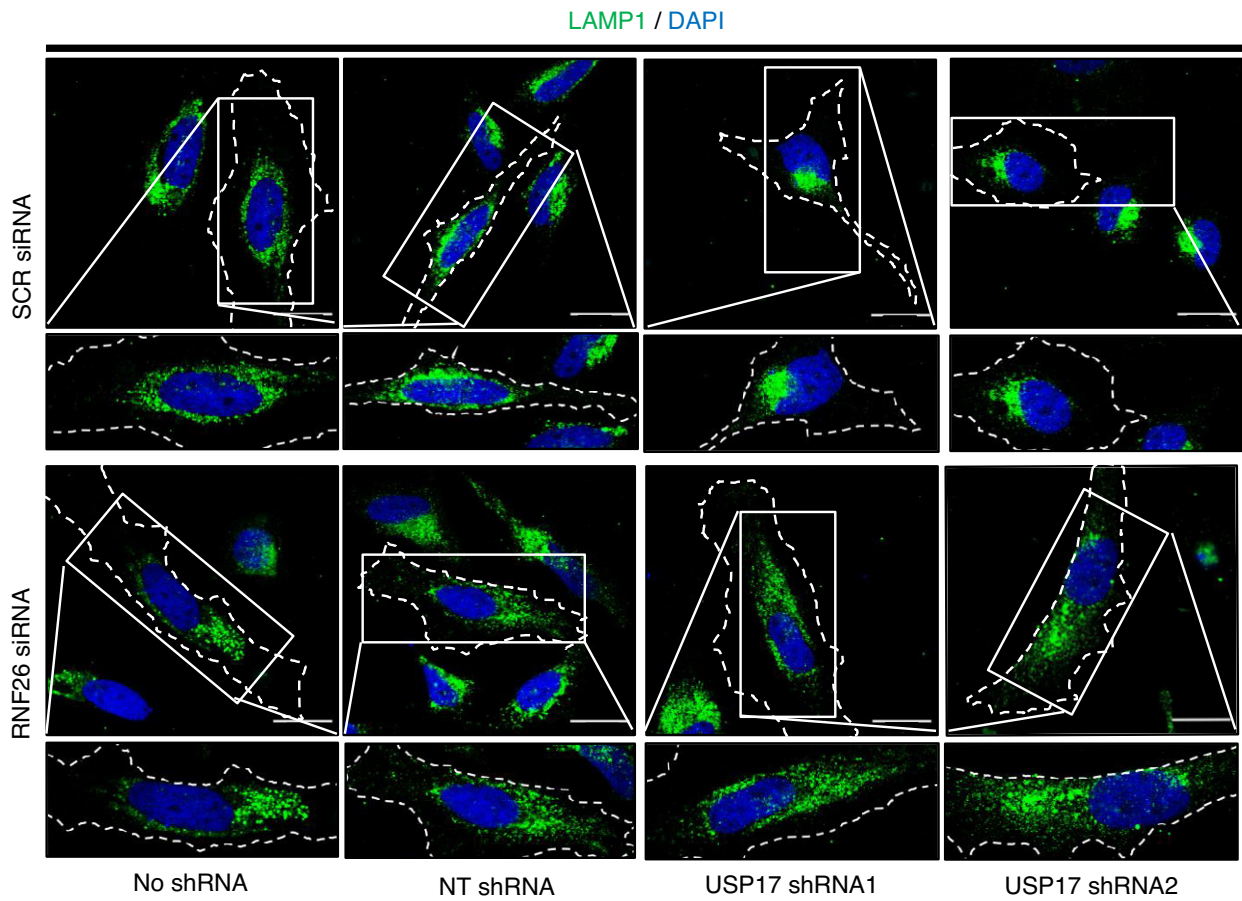 LAMP1 / DAPI
SCR siRNA
RNF26 siRNA
No shRNA
NT shRNA
USP17 shRNA1
USP17 shRNA2